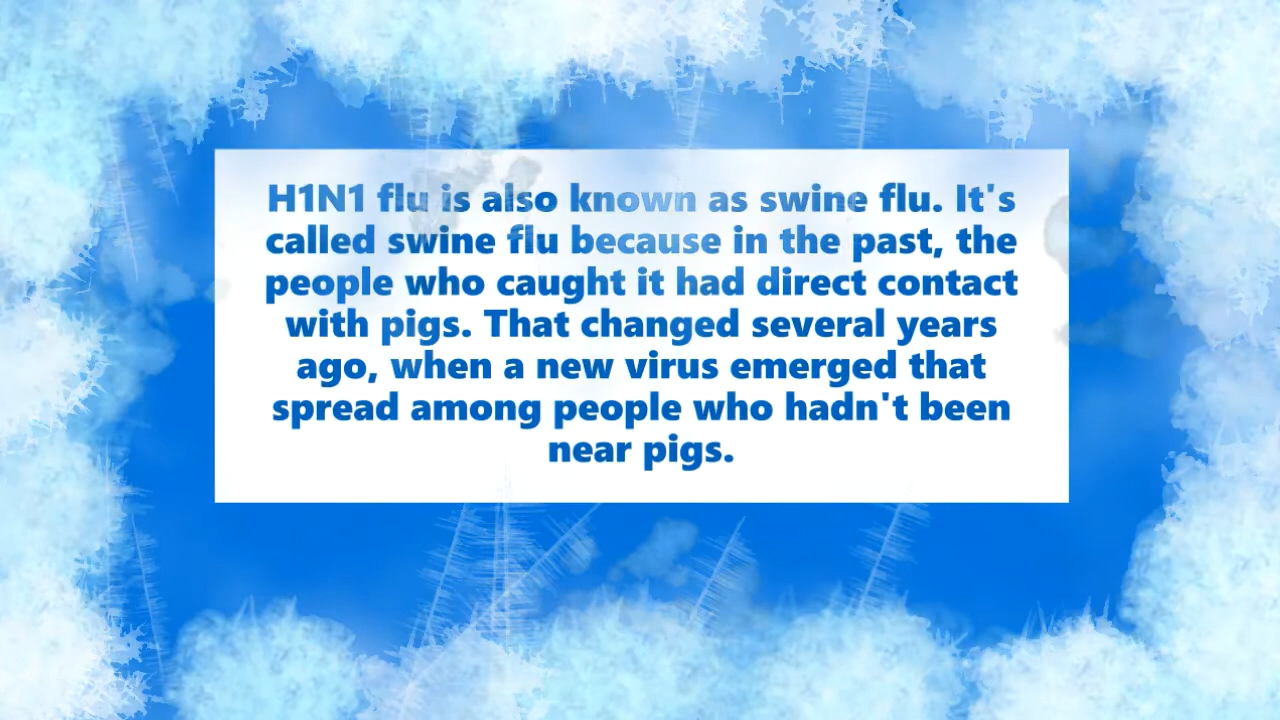 H1N1 flu is also known as swine flu. It's
called swine flu because in the past, the
people who caught it had direct contact
with pigs. That changed several years
ago, when a new virus emerged that
spread among people who hadn't been
near pigs.